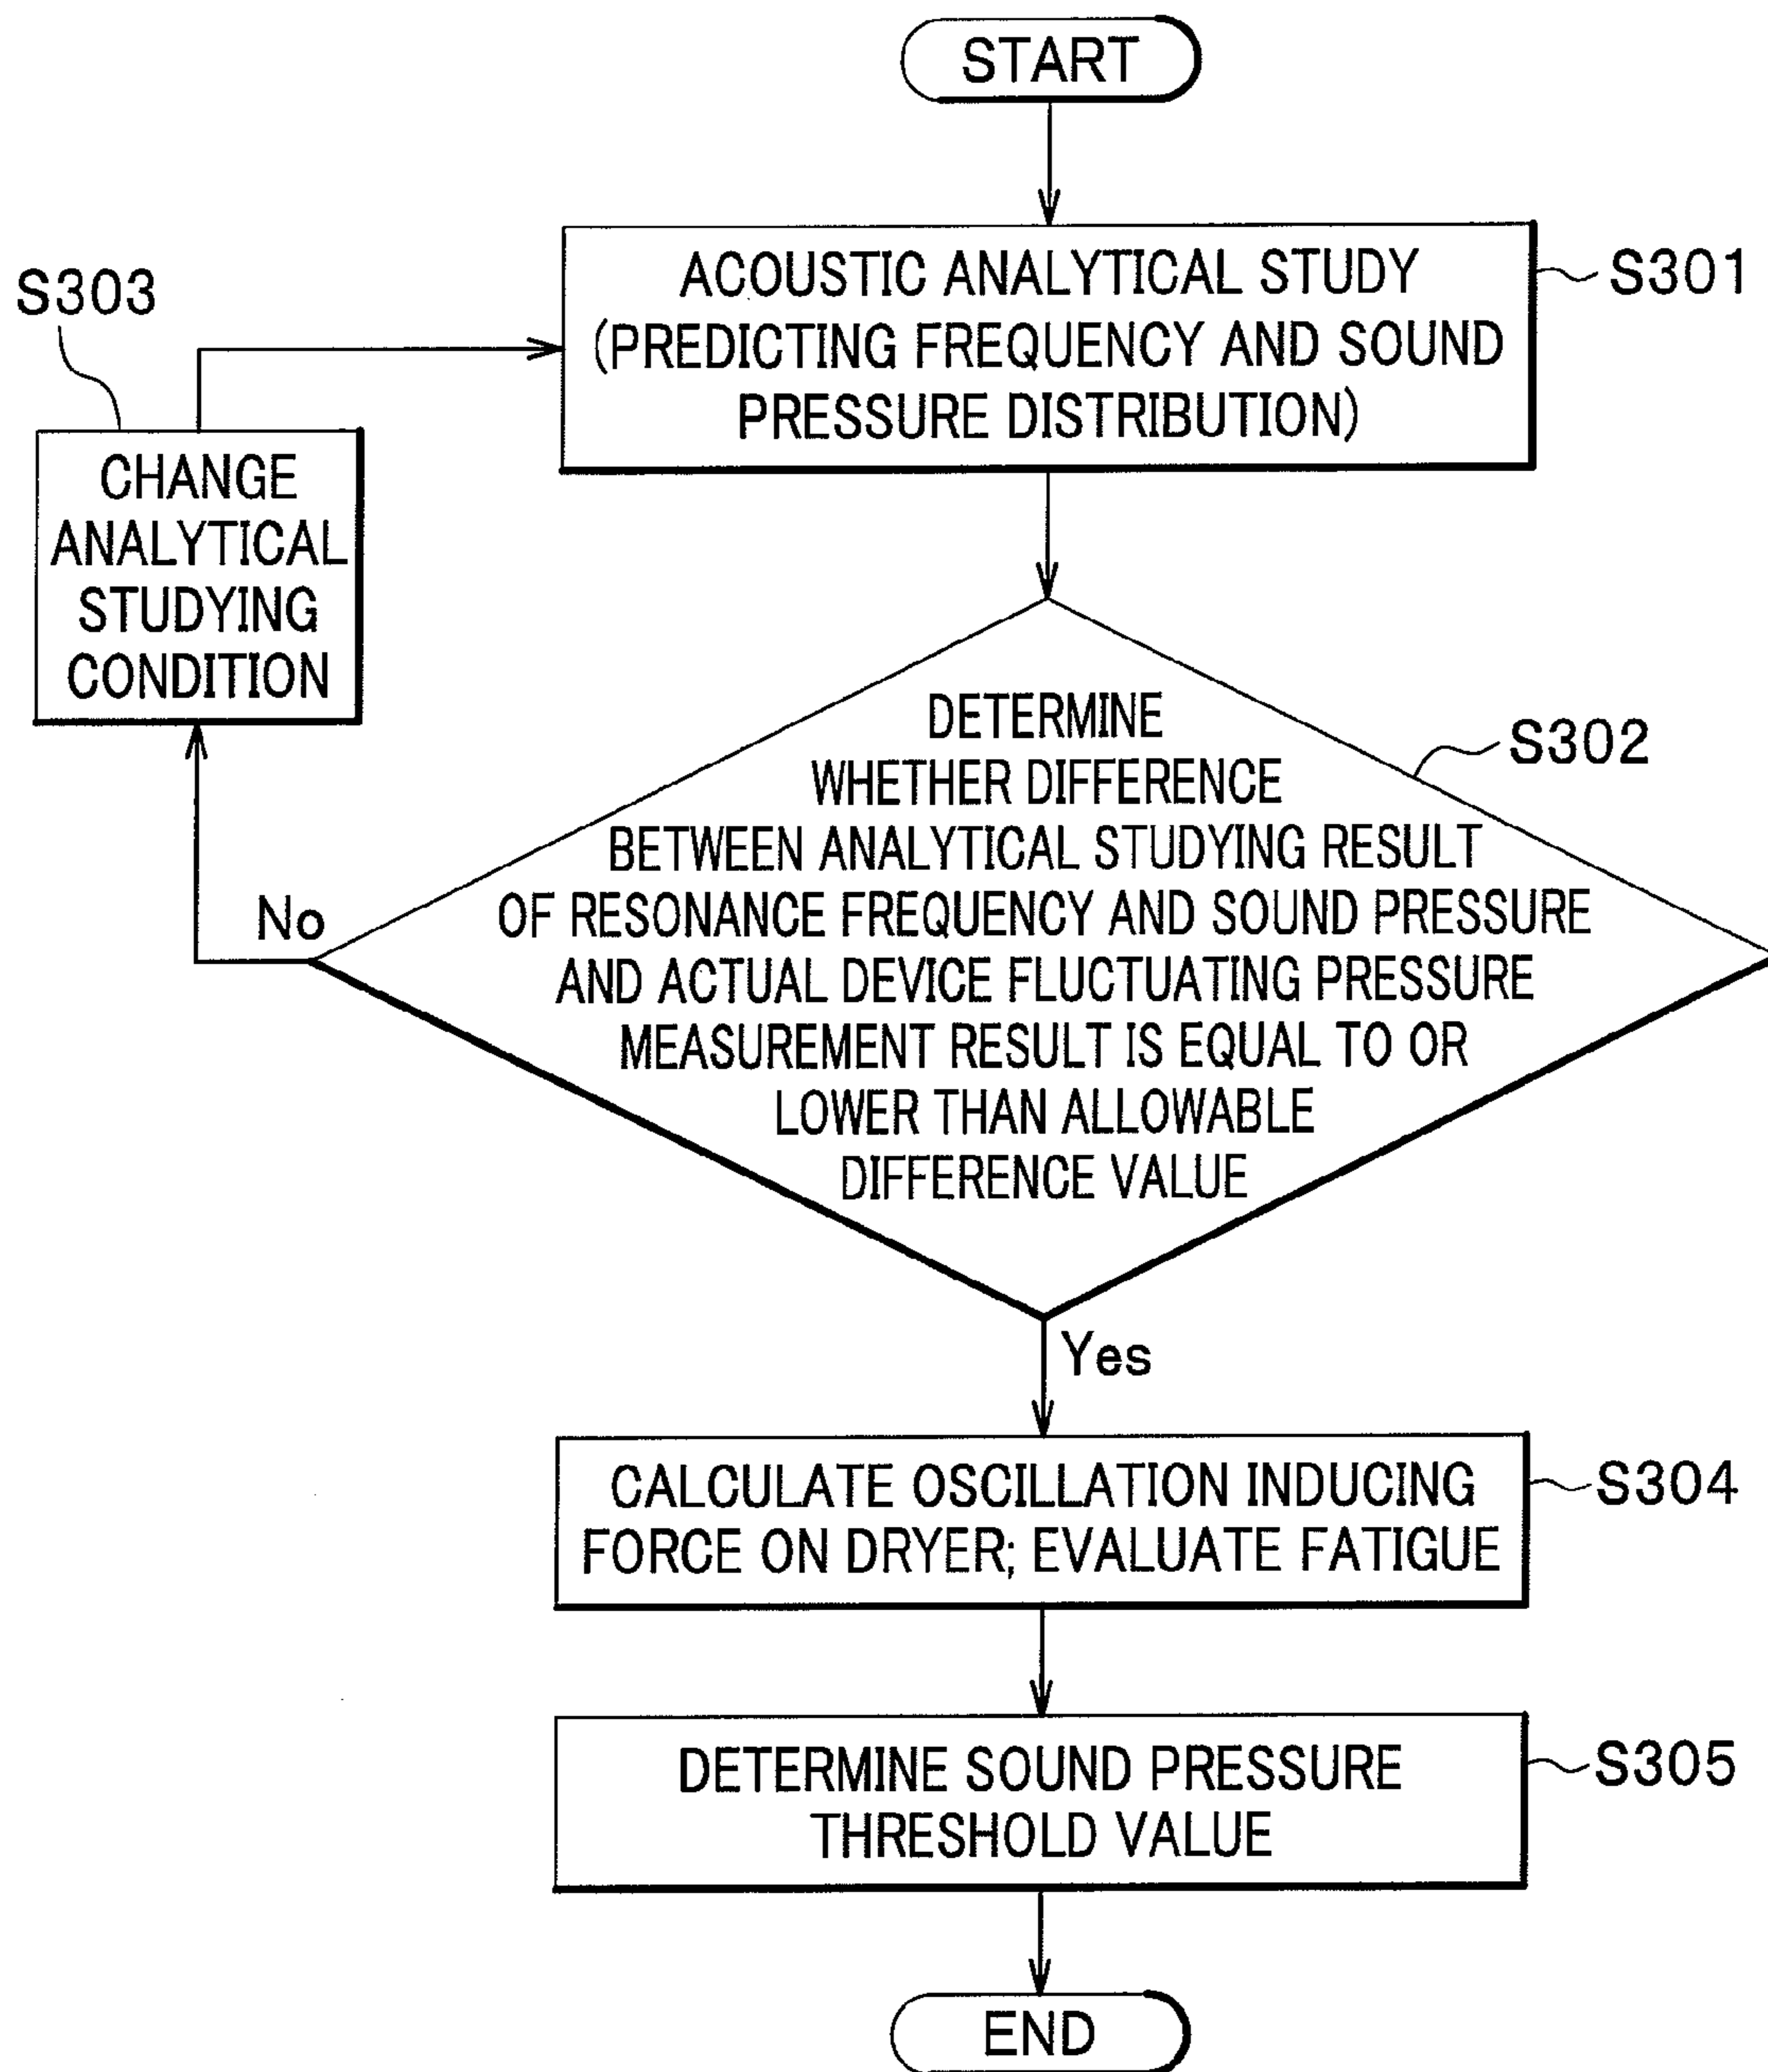 START
ACOUSTIC ANALYTICAL STUDY
(PREDICTING FREQUENCY AND SOUND
PRESSURE DISTRIBUTION)
S301
S303
CHANGE
ANALYTICAL
STUDYING
CONDITION
DETERMINE
WHETHER DIFFERENCE
BETWEEN ANALYTICAL STUDYING RESULT
OF RESONANCE FREQUENCY AND SOUND PRESSURE
AND ACTUAL DEVICE FLUCTUATING PRESSURE
MEASUREMENT RESULT IS EQUAL TO OR
LOWER THAN ALLOWABLE
DIFFERENCE VALUE
S302
No
Yes
CALCULATE OSCILLATION INDUCING
FORCE ON DRYER; EVALUATE FATIGUE
S304
DETERMINE SOUND PRESSURE
THRESHOLD VALUE
S305
END